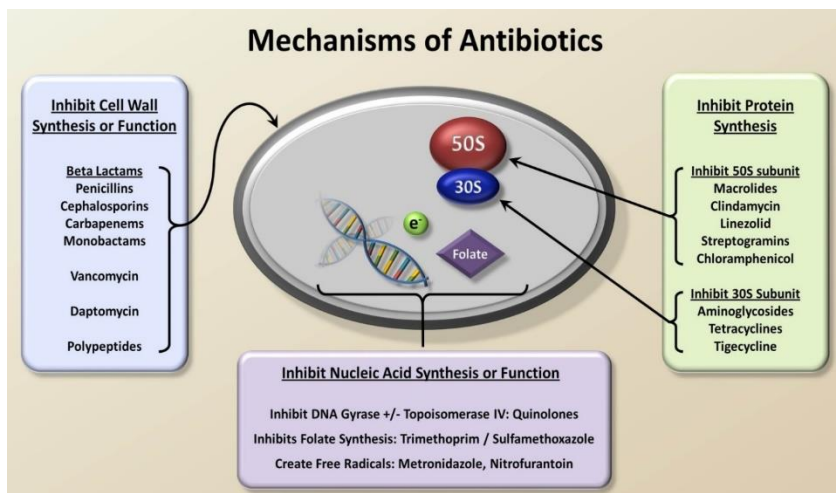 Mechanisms of Antibiotics
Inhibit Cell Wall
Synthesis or Function
Beta Lactams
Penicillins
Cephalosporins
Carbapenems
Monobactams
Vancomycin
Daptomycin
Polypeptides
50S
30S
e-
Folate
Inhibit Protein
Synthesis
Inhibit 50S subunit
Macrolides
Clindamycin
Linezolid
Streptogramins
Chloramphenicol
Inhibit 30S Subunit
Aminoglycosides
Tetracyclines
Tigecycline
Inhibit Nucleic Acid Synthesis or Function
Inhibit DNA Gyrase +/- Topoisomerase IV: Quinolones
Inhibits Folate Synthesis: Trimethoprim / Sulfamethoxazole
Create Free Radicals: Metronidazole, Nitrofurantoin